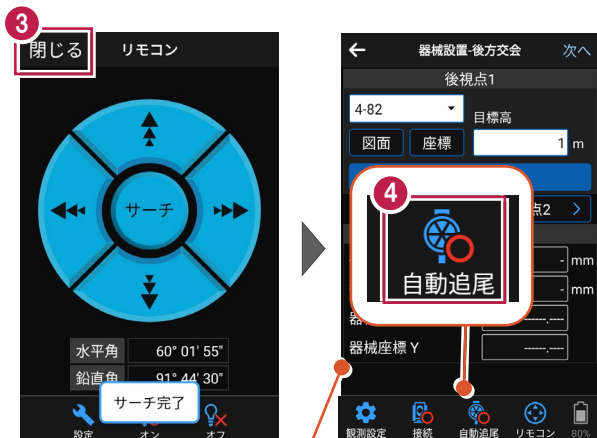 3
閉じる
リモコン
サーチ
水平角
60° 01' 55"
鉛直角
91° 44' 30"
サーチ完了
設定
オン
オフ
器械設置-後方交会
次へ
後視点1
4-82
目標高
図面
座標
1 m
4
自動追尾
点2
- mm
- mm
器械座標 Y
------.----
------.----
観測設定
接続
自動追尾
リモコン
80%